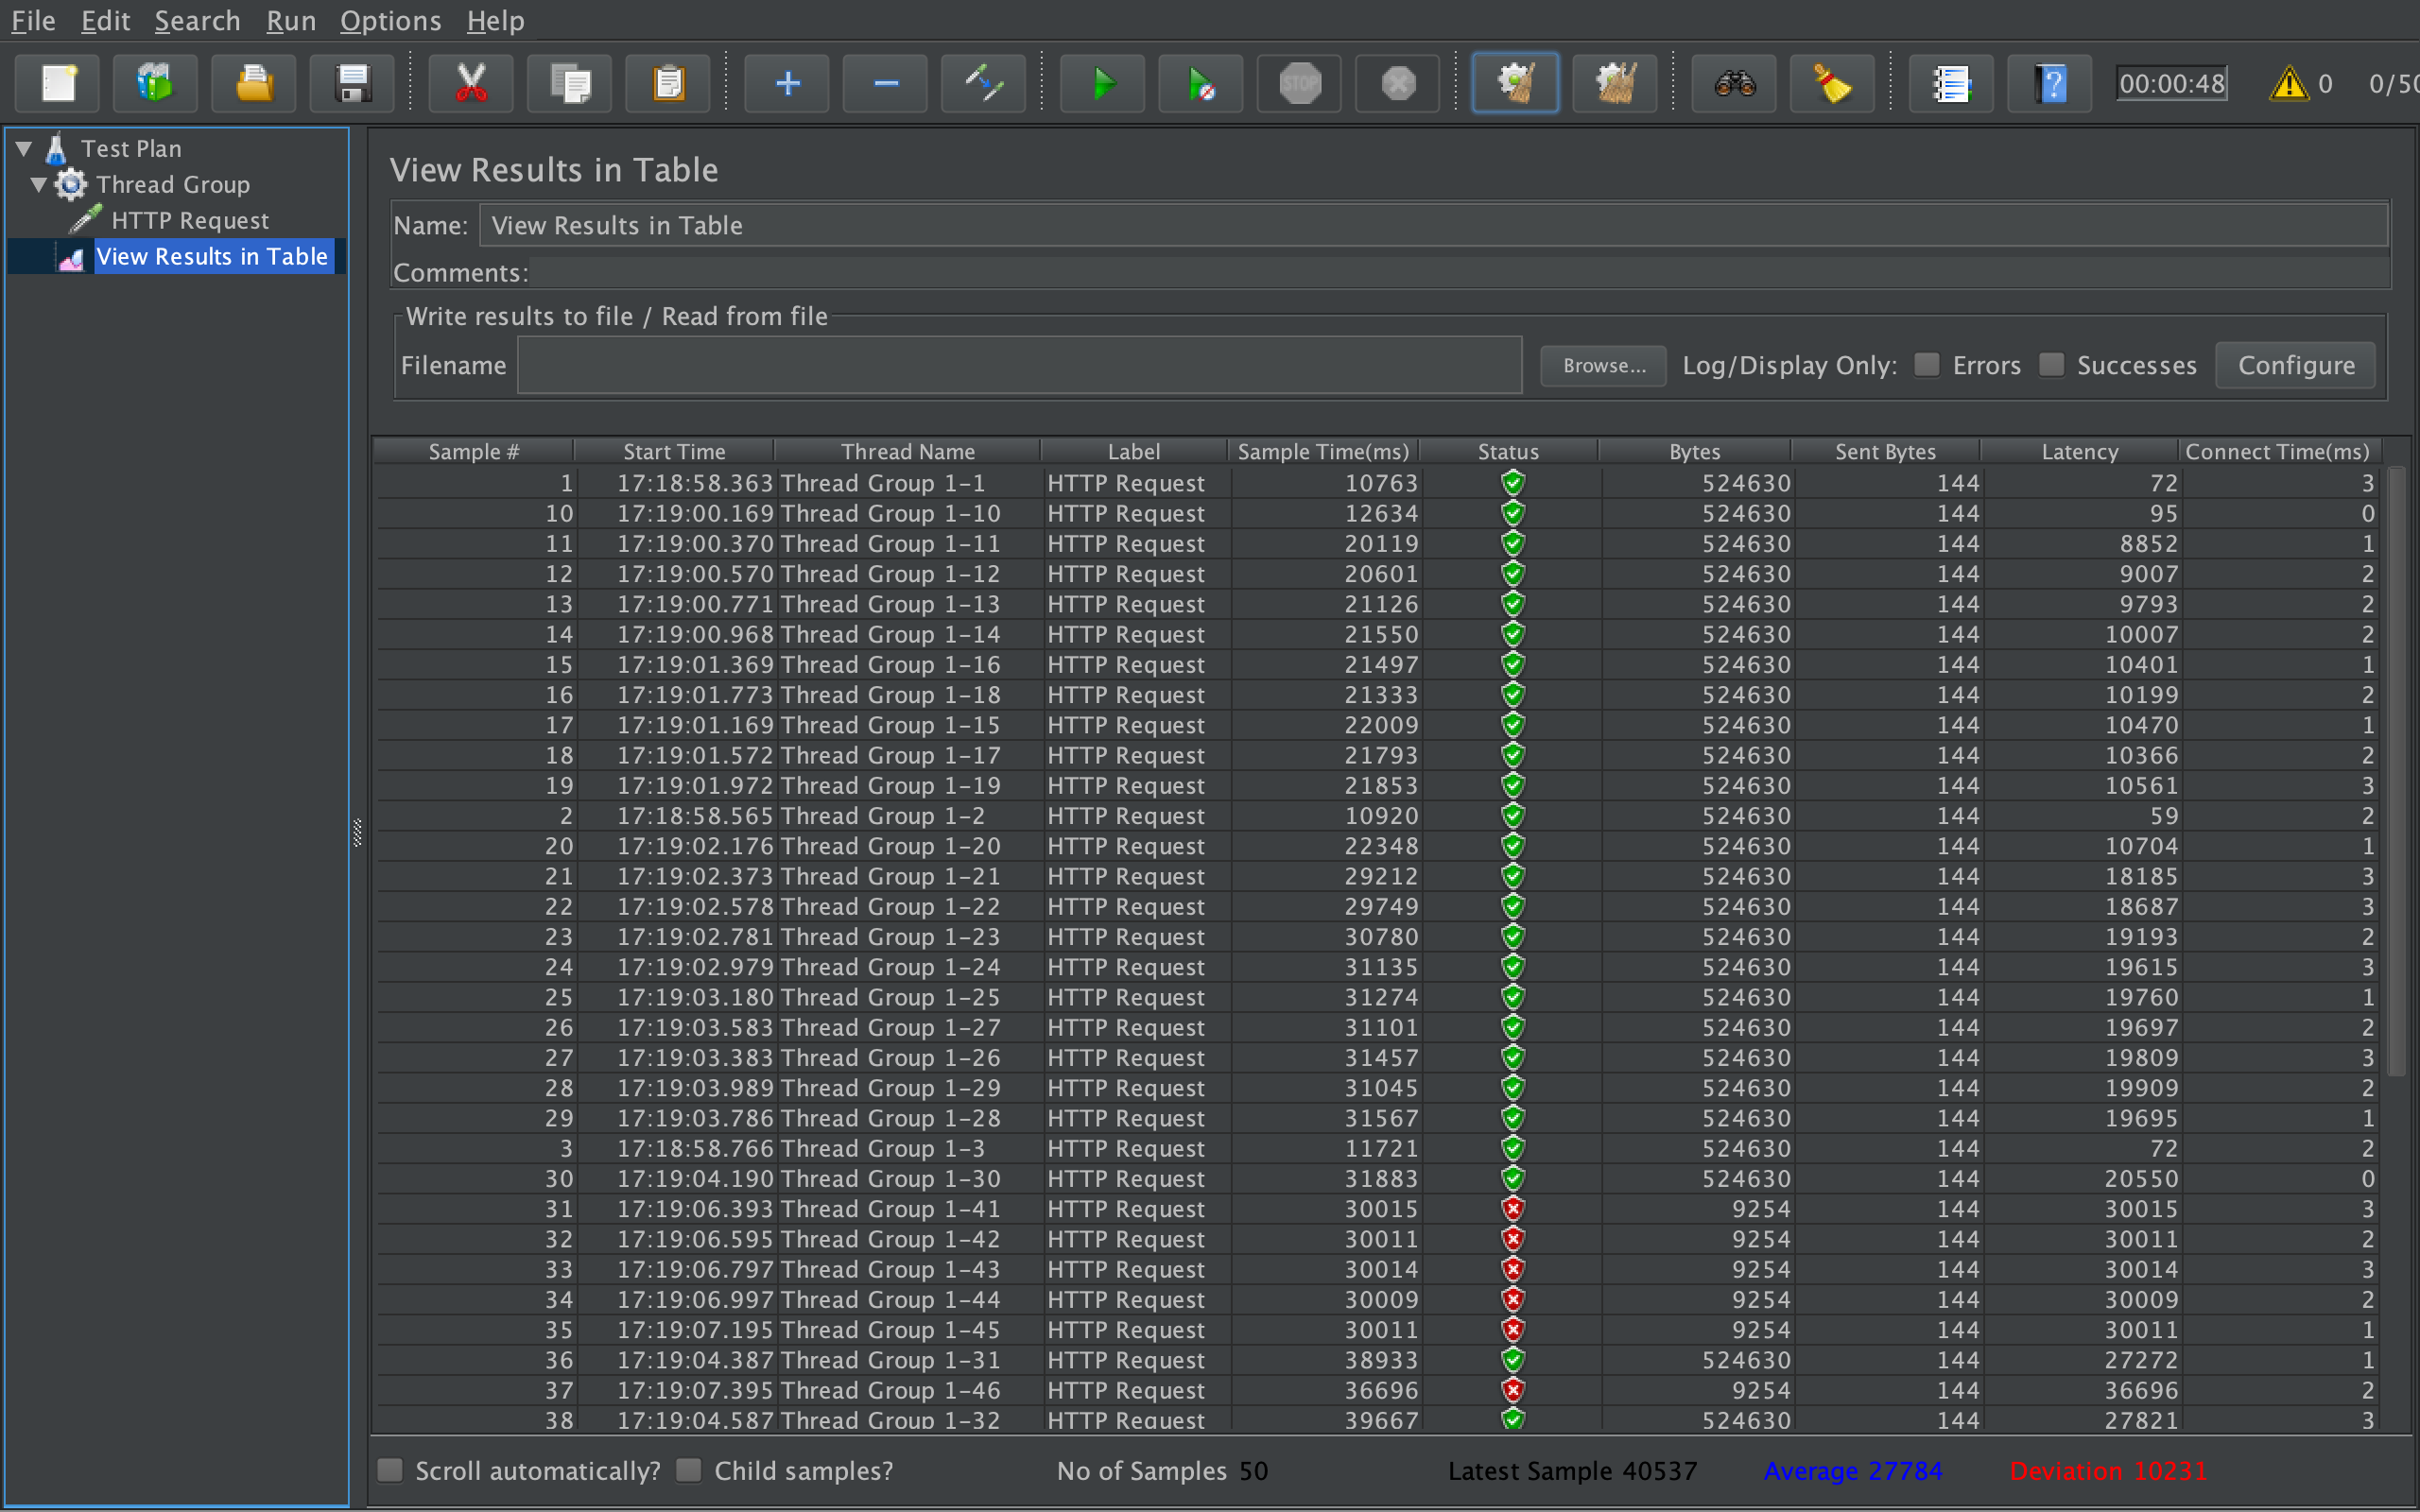 File Edit Search Run Options Help
STOP
00:00:48 0 0/50
Test Plan
Thread Group
HTTP Request
View Results in Table
View Results in Table
Name: View Results in Table
Comments:
Write results to file / Read from file
Filename Browse... Log/Display Only: Errors Successes Configure
Sample # Start Time Thread Name Label Sample Time(ms) Status Bytes Sent Bytes Latency Connect Time(ms)
1 17:18:58.363 Thread Group 1-1 HTTP Request 10763 524630 144 72 3
10 17:19:00.169 Thread Group 1-10 HTTP Request 12634 524630 144 95 0
11 17:19:00.370 Thread Group 1-11 HTTP Request 20119 524630 144 8852 1
12 17:19:00.570 Thread Group 1-12 HTTP Request 20601 524630 144 9007 2
13 17:19:00.771 Thread Group 1-13 HTTP Request 21126 524630 144 9793 2
14 17:19:00.968 Thread Group 1-14 HTTP Request 21550 524630 144 10007 2
15 17:19:01.369 Thread Group 1-16 HTTP Request 21497 524630 144 10401 1
16 17:19:01.773 Thread Group 1-18 HTTP Request 21333 524630 144 10199 2
17 17:19:01.169 Thread Group 1-15 HTTP Request 22009 524630 144 10470 1
18 17:19:01.572 Thread Group 1-17 HTTP Request 21793 524630 144 10366 2
19 17:19:01.972 Thread Group 1-19 HTTP Request 21853 524630 144 10561 3
2 17:18:58.565 Thread Group 1-2 HTTP Request 10920 524630 144 59 2
20 17:19:02.176 Thread Group 1-20 HTTP Request 22348 524630 144 10704 1
21 17:19:02.373 Thread Group 1-21 HTTP Request 29212 524630 144 18185 3
22 17:19:02.578 Thread Group 1-22 HTTP Request 29749 524630 144 18687 3
23 17:19:02.781 Thread Group 1-23 HTTP Request 30780 524630 144 19193 2
24 17:19:02.979 Thread Group 1-24 HTTP Request 31135 524630 144 19615 3
25 17:19:03.180 Thread Group 1-25 HTTP Request 31274 524630 144 19760 1
26 17:19:03.583 Thread Group 1-27 HTTP Request 31101 524630 144 19697 2
27 17:19:03.383 Thread Group 1-26 HTTP Request 31457 524630 144 19809 3
28 17:19:03.989 Thread Group 1-29 HTTP Request 31045 524630 144 19909 2
29 17:19:03.786 Thread Group 1-28 HTTP Request 31567 524630 144 19695 1
3 17:18:58.766 Thread Group 1-3 HTTP Request 11721 524630 144 72 2
30 17:19:04.190 Thread Group 1-30 HTTP Request 31883 524630 144 20550 0
31 17:19:06.393 Thread Group 1-41 HTTP Request 30015 9254 144 30015 3
32 17:19:06.595 Thread Group 1-42 HTTP Request 30011 9254 144 30011 2
33 17:19:06.797 Thread Group 1-43 HTTP Request 30014 9254 144 30014 3
34 17:19:06.997 Thread Group 1-44 HTTP Request 30009 9254 144 30009 2
35 17:19:07.195 Thread Group 1-45 HTTP Request 30011 9254 144 30011 1
36 17:19:04.387 Thread Group 1-31 HTTP Request 38933 524630 144 27272 1
37 17:19:07.395 Thread Group 1-46 HTTP Request 36696 9254 144 36696 2
38 17:19:04.587 Thread Group 1-32 HTTP Request 39667 524630 144 27821 3
Scroll automatically? Child samples? No of Samples 50 Latest Sample 40537 Average 27784 Deviation 10231